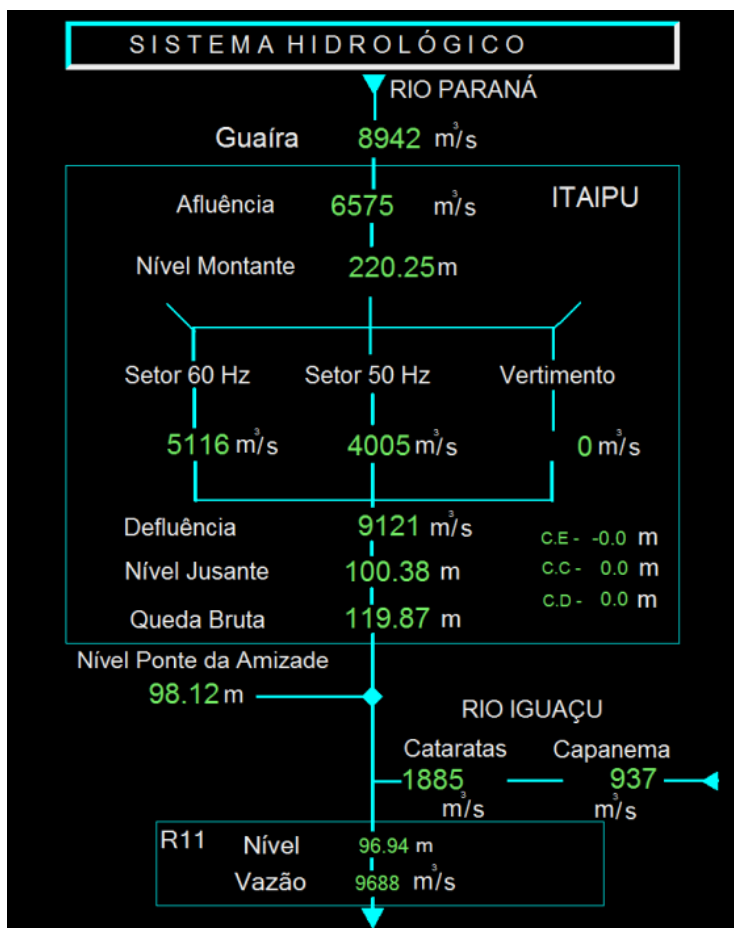 SISTEMA HIDROLÓGICO
RIO PARANÁ
Guaíra 8942 m³/s
ITAIPU
Afluência 6575 m³/s
Nível Montante 220.25m
Setor 60 Hz Setor 50 Hz Vertimento
5116 m³/s 4005 m³/s 0 m³/s
Defluência 9121 m³/s
C.E - -0.0 m
Nível Jusante 100.38 m
C.C - 0.0 m
C.D - 0.0 m
Queda Bruta 119.87 m
Nível Ponte da Amizade
98.12 m
RIO IGUAÇU
Cataratas Capanema
1885 937
m³/s m³/s
R11 Nível 96.94 m
Vazão 9688 m³/s